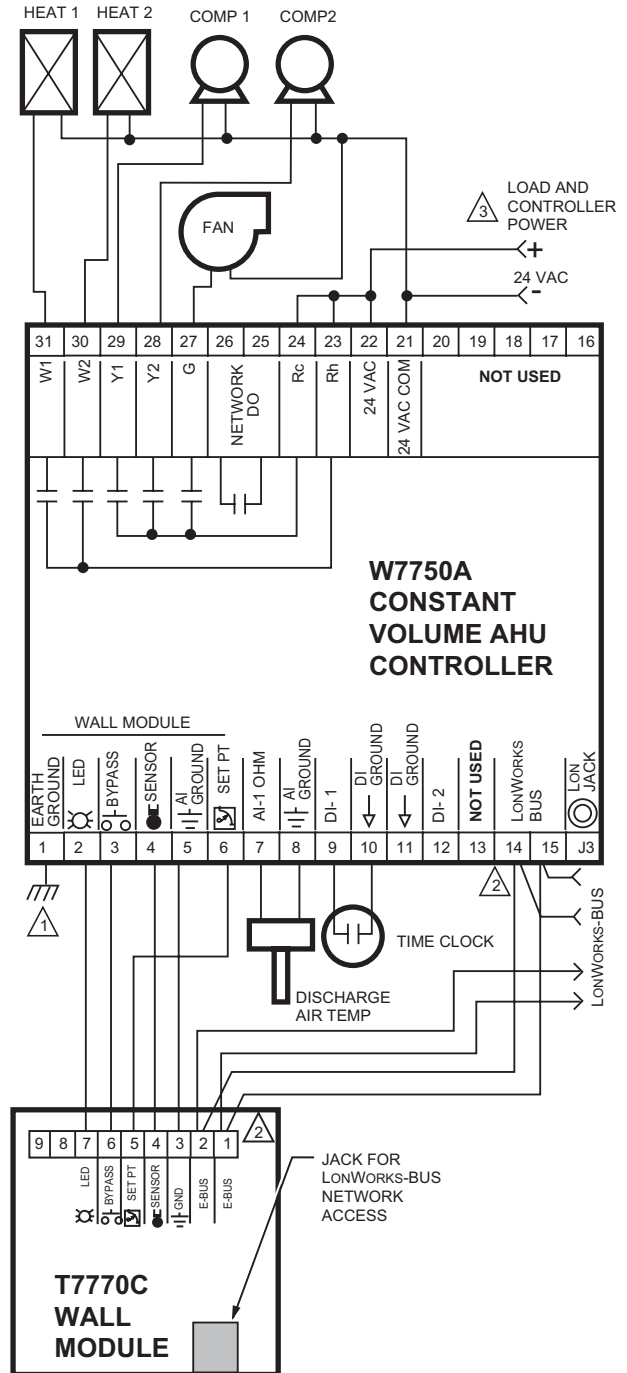 HEAT 1 HEAT 2 COMP 1 COMP2
FAN
3
LOAD AND
CONTROLLER
POWER
+
24 VAC
-
31 30 29 28 27 26 25 24 23 22 21 20 19 18 17 16
W1 W2 Y1 Y2 G NETWORK DO Rc Rh 24 VAC 24 VAC COM NOT USED
W7750A
CONSTANT
VOLUME AHU
CONTROLLER
WALL MODULE
EARTH GROUND
LED
BYPASS
SENSOR
AI GROUND
SET PT
AI-1 OHM
AI GROUND
DI- 1
DI GROUND
DI GROUND
DI- 2
NOT USED
LONWORKS BUS
LON JACK
1 2 3 4 5 6 7 8 9 10 11 12 13 14 15 J3
1
2
TIME CLOCK
DISCHARGE
AIR TEMP
LONWORKS-BUS
9 8 7 6 5 4 3 2 1
2
LED
BYPASS
SET PT
SENSOR
GND
E-BUS
E-BUS
JACK FOR
LONWORKS-BUS
NETWORK
ACCESS
T7770C
WALL
MODULE